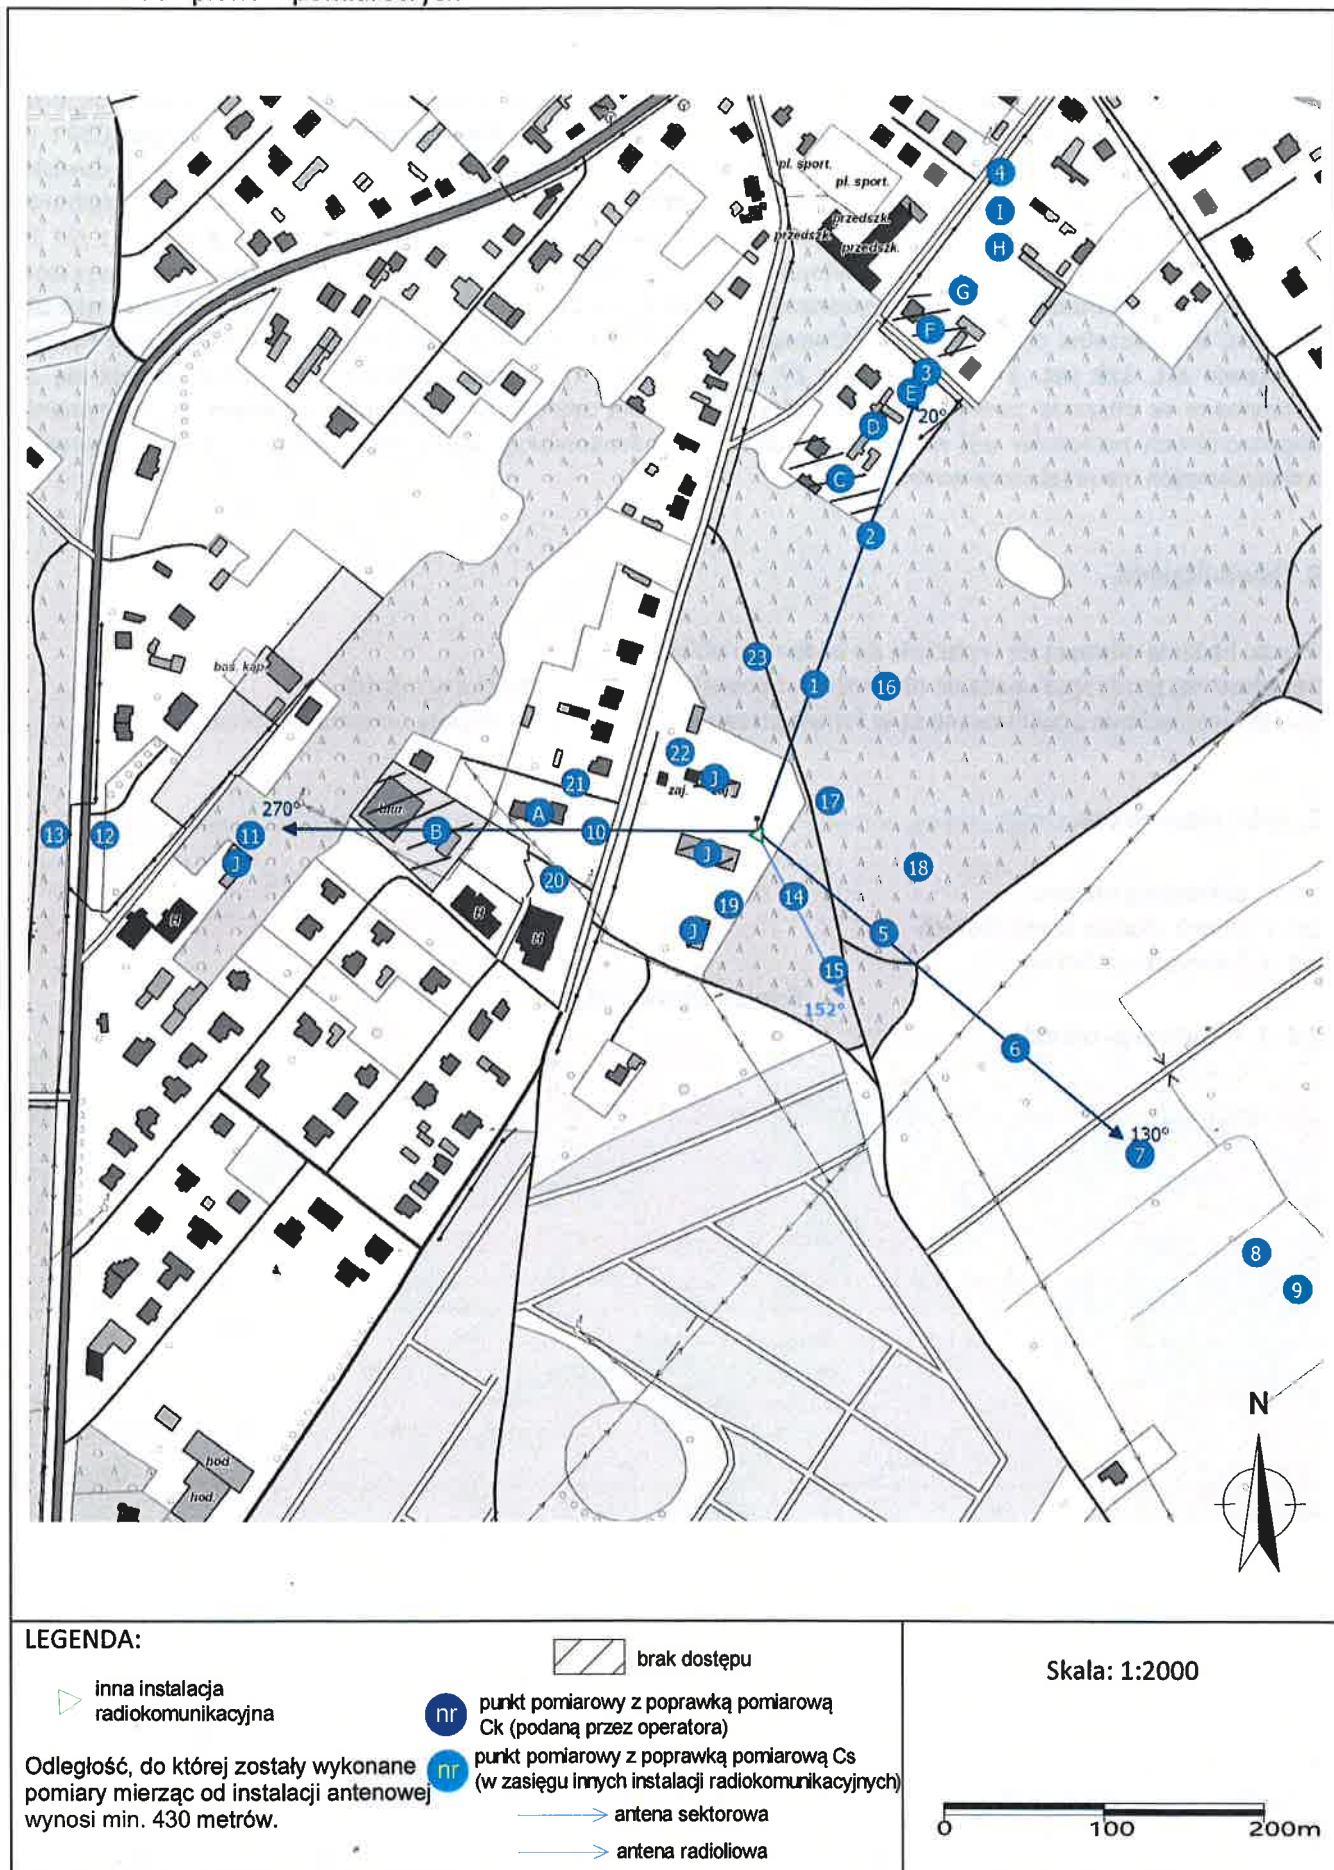 pl. sport.
pl. sport.
przedszk.
przedszk.
przedszk.
4
I
H
G
F
3
E
20°
D
C
2
23
1
16
bas. kąp.
22
J
zaj.
21
17
270°
biur.
A
13
12
11
B
10
J
J
18
20
14
19
H
H
H
J
5
15
152°
6
130°
7
8
9
N
hod.
hod.
LEGENDA:
inna instalacja
radiokomunikacyjna
Odległość, do której zostały wykonane
pomiary mierząc od instalacji antenowej
wynosi min. 430 metrów.
brak dostępu
nr punkt pomiarowy z poprawką pomiarową
Ck (podaną przez operatora)
nr punkt pomiarowy z poprawką pomiarową Cs
(w zasięgu innych instalacji radiokomunikacyjnych)
antena sektorowa
antena radioliowa
Skala: 1:2000
0 100 200m